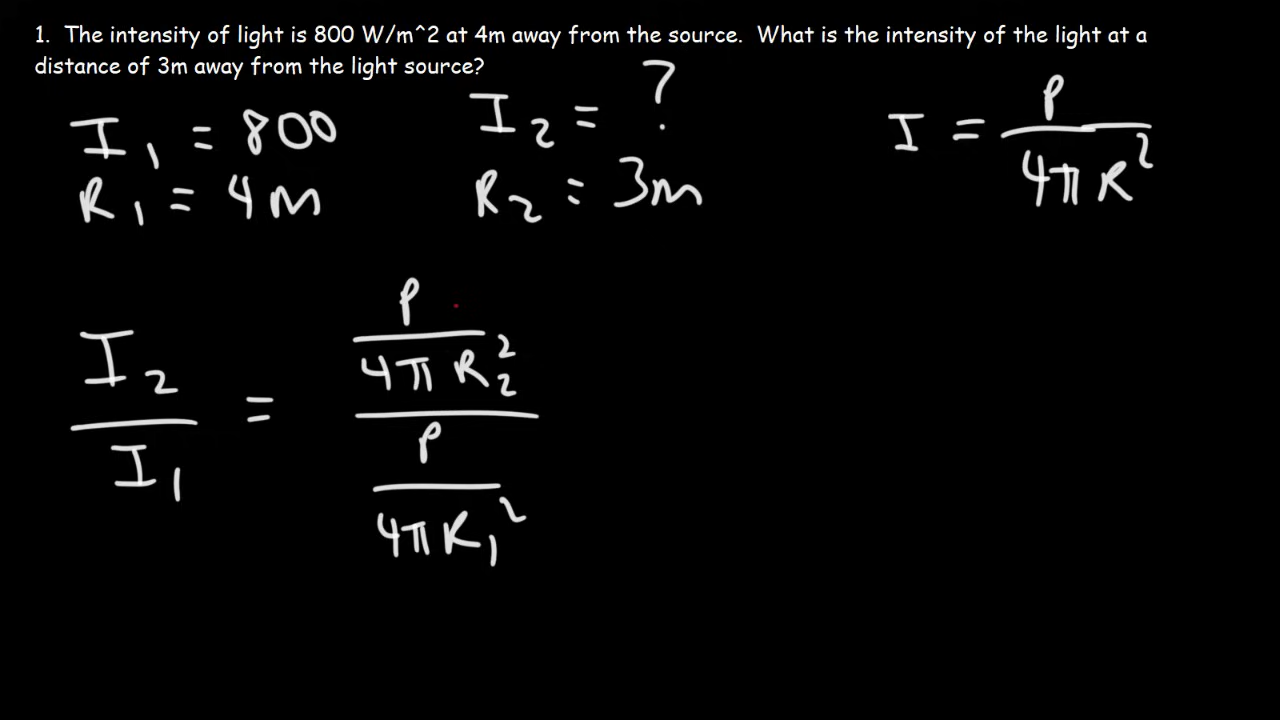 1. The intensity of light is 800 W/m^2 at 4m away from the source. What is the intensity of the light at a
distance of 3m away from the light source?
I₁ = 800
R₁ = 4m
I₂ = ?
R₂ = 3m
I = P / 4πR²
I₂ / I₁ = (P / 4πR₂²) / (P / 4πR₁²)